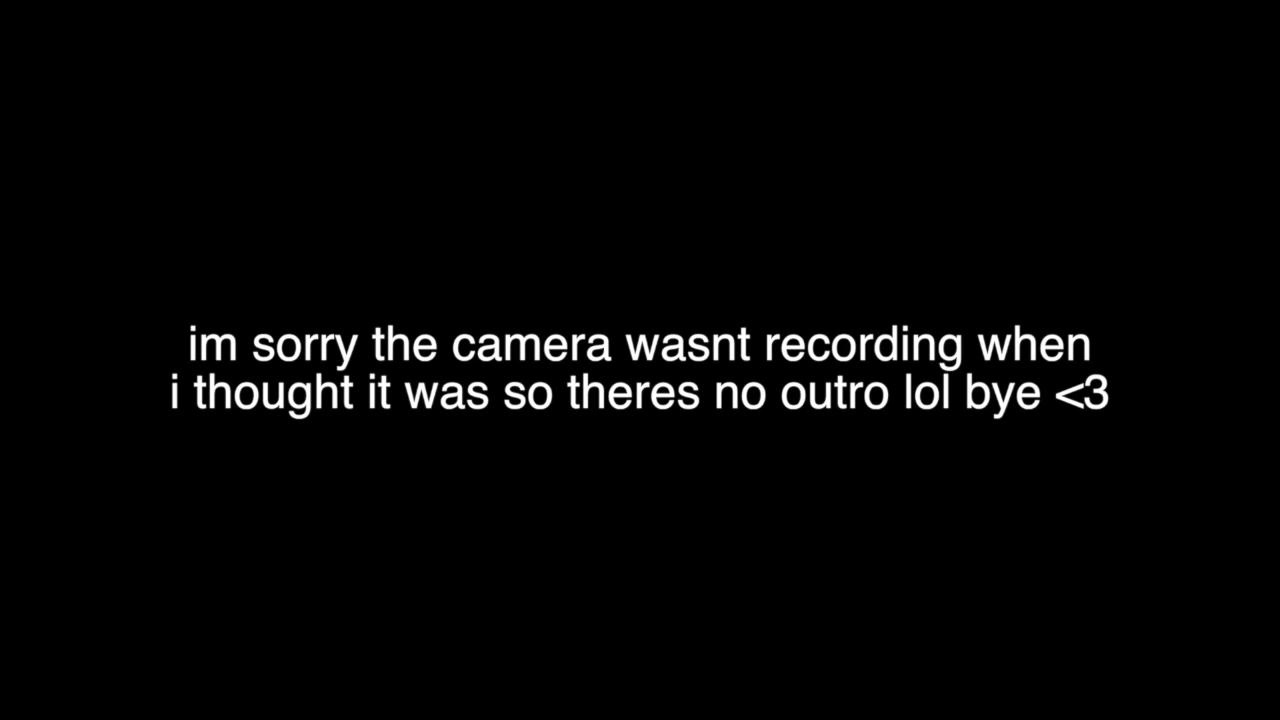 im sorry the camera wasnt recording when
i thought it was so theres no outro lol bye <3